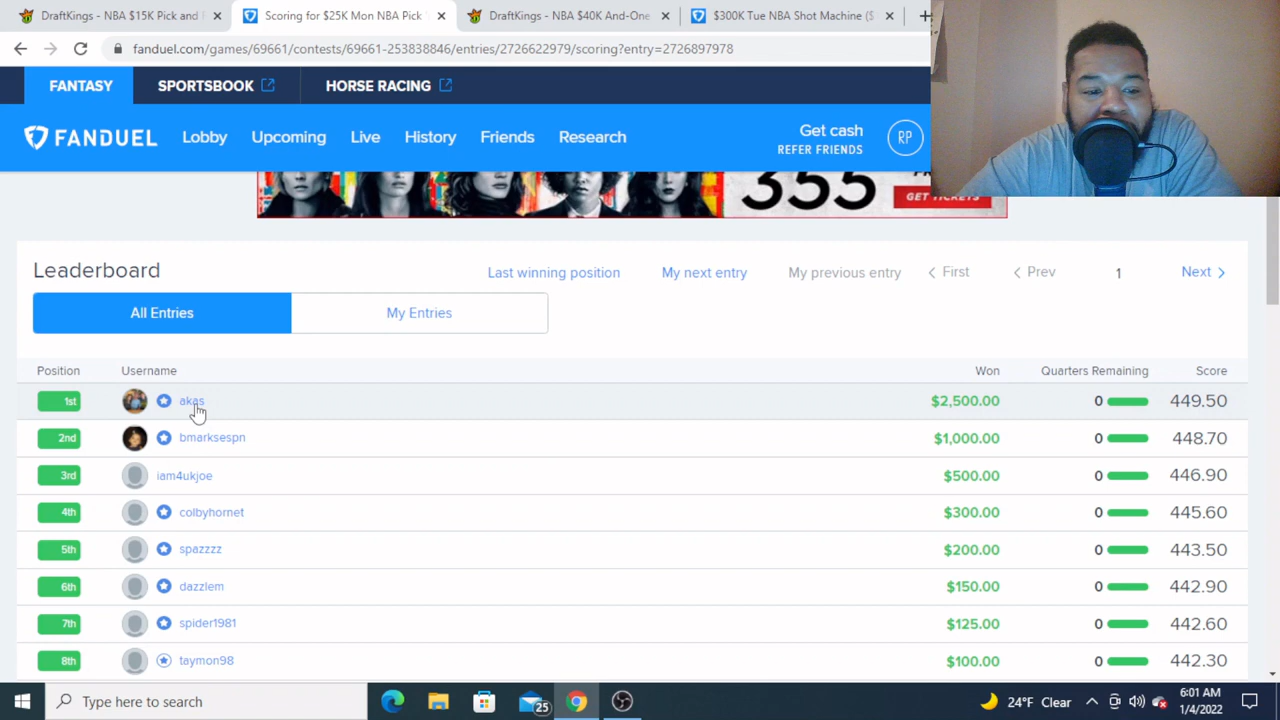 DraftKings - NBA $15K Pick and
Scoring for $25K Mon NBA Pick
DraftKings - NBA $40K And-One
$300K Tue NBA Shot Machine ($
fanduel.com/games/69661/contests/69661-253838846/entries/2726622979/scoring?entry=2726897978
FANTASY SPORTSBOOK HORSE RACING
FANDUEL Lobby Upcoming Live History Friends Research
Get cash
REFER FRIENDS
RP
355
GET TICKETS
Leaderboard
Last winning position My next entry My previous entry First Prev 1 Next
All Entries My Entries
Position Username Won Quarters Remaining Score
1st akas $2,500.00 0 449.50
2nd bmarksespn $1,000.00 0 448.70
3rd iam4ukjoe $500.00 0 446.90
4th colbyhornet $300.00 0 445.60
5th spazzzz $200.00 0 443.50
6th dazzlem $150.00 0 442.90
7th spider1981 $125.00 0 442.60
8th taymon98 $100.00 0 442.30
Type here to search
25
24°F Clear
6:01 AM
1/4/2022